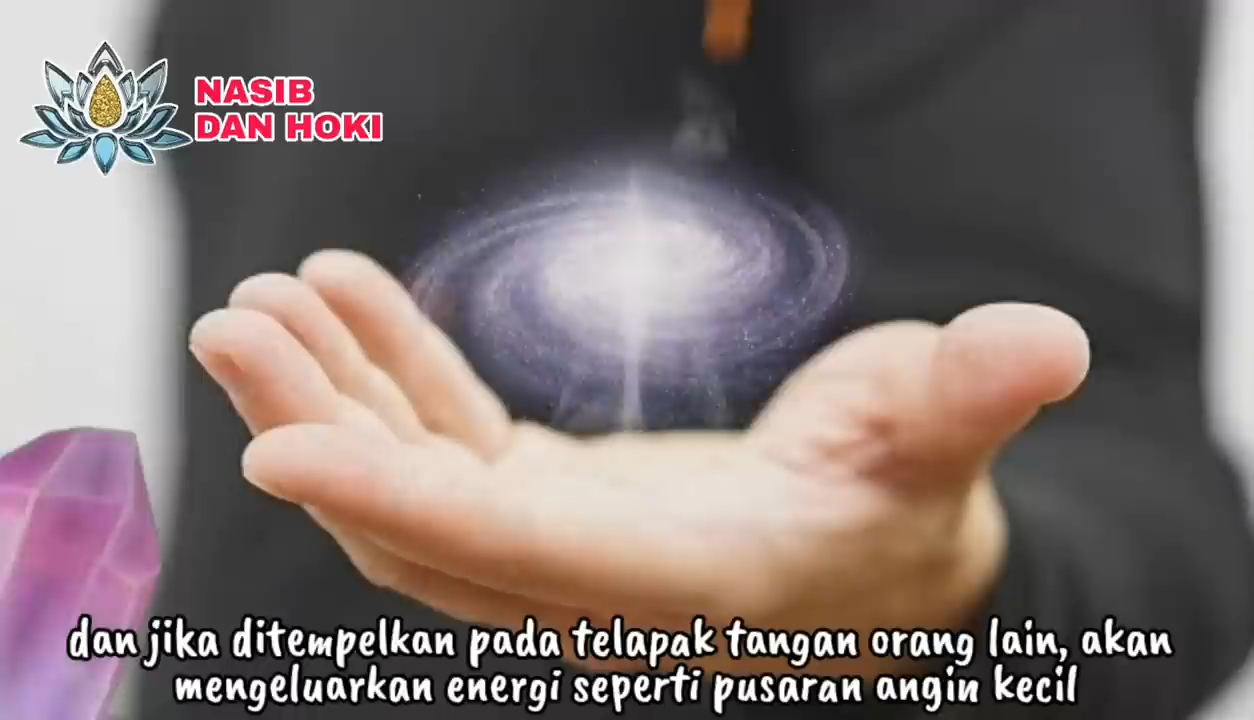 NASIB
DAN HOKI
dan jika ditempelkan pada telapak tangan orang lain, akan
mengeluarkan energi seperti pusaran angin kecil